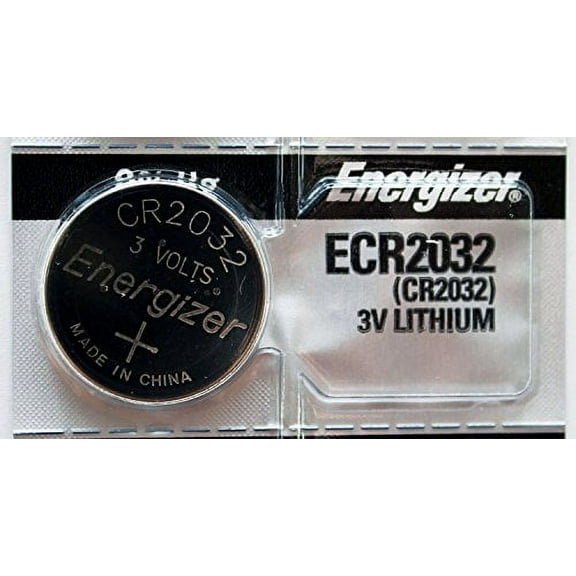 CR2032
3 VOLTS
Energizer®
+
MADE IN CHINA
Energizer®
ECR2032
(CR2032)
3V LITHIUM